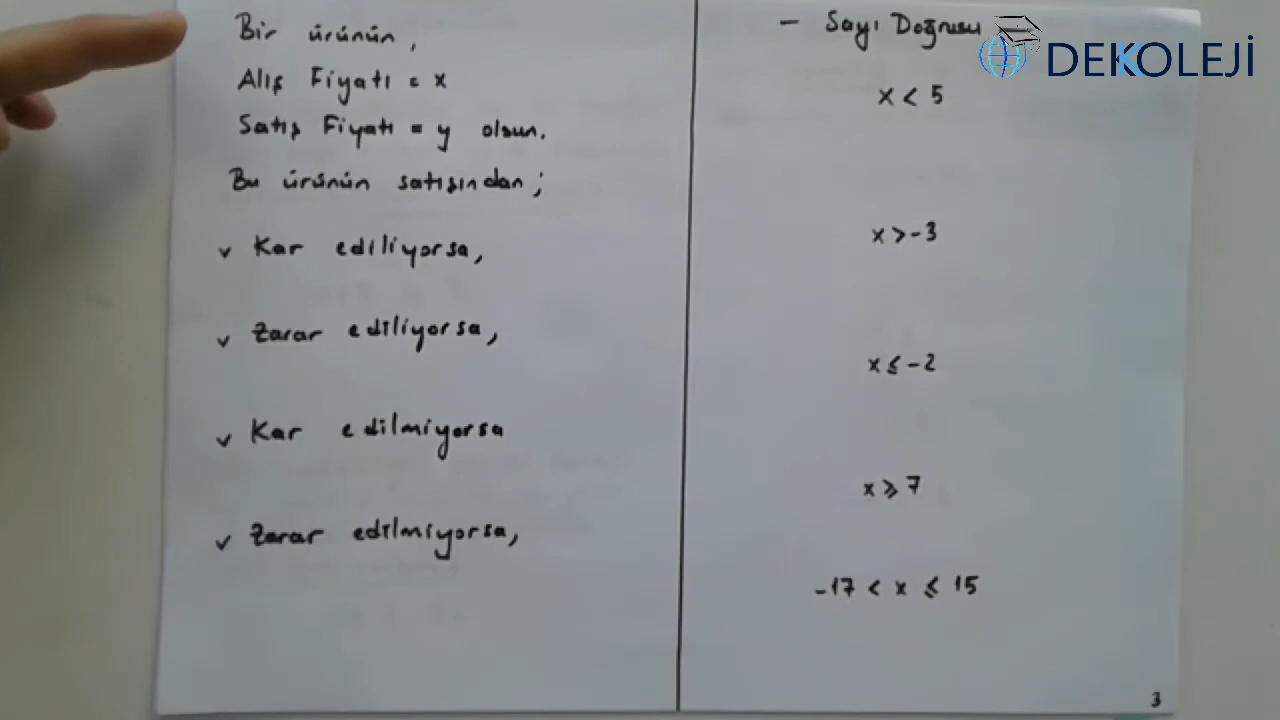 Bir ürünün,
Alış Fiyatı = x
Satış Fiyatı = y olsun.
Bu ürünün satışından;
✓ Kar ediliyorsa,
✓ Zarar ediliyorsa,
✓ Kar edilmiyorsa
✓ Zarar edilmiyorsa,
- Sayı Doğrusu
DEKOLEJİ
x < 5
x > -3
x ≤ -2
x ≥ 7
-17 < x ≤ 15
3